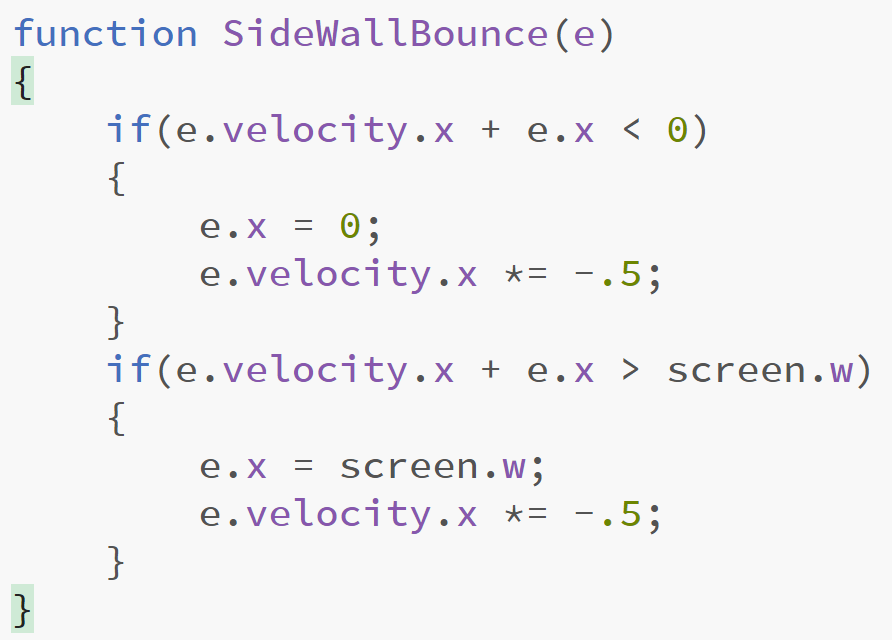 function SideWallBounce(e)
{
    if(e.velocity.x + e.x < 0)
    {
        e.x = 0;
        e.velocity.x *= -.5;
    }
    if(e.velocity.x + e.x > screen.w)
    {
        e.x = screen.w;
        e.velocity.x *= -.5;
    }
}